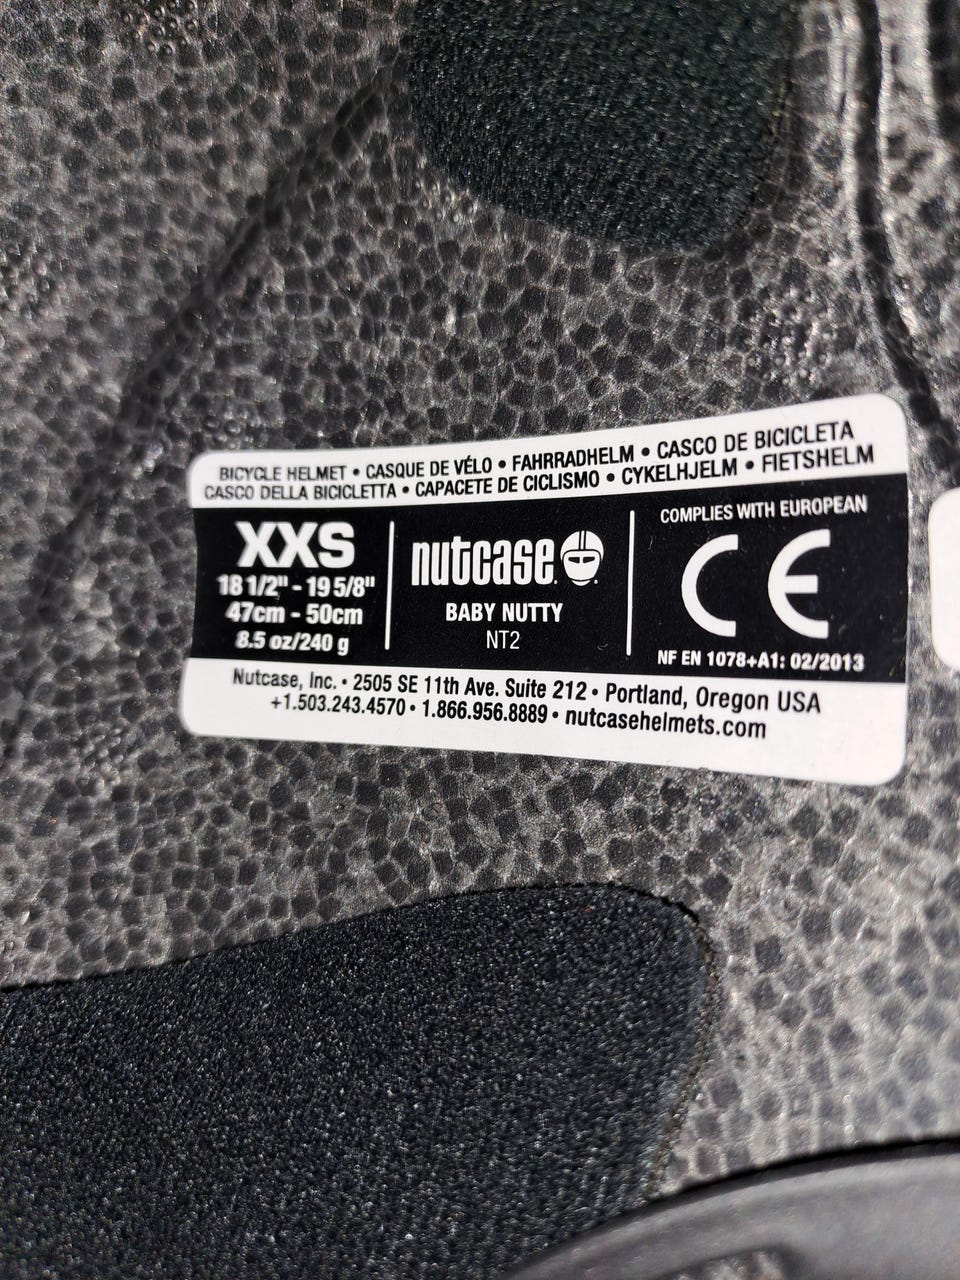 BICYCLE HELMET • CASQUE DE VÉLO • FAHRRADHELM • CASCO DE BICICLETA
CASCO DELLA BICICLETTA • CAPACETE DE CICLISMO • CYKELHJELM • FIETSHELM
XXS
18 1/2" - 19 5/8"
47cm - 50cm
8.5 oz/240 g
nutcase
BABY NUTTY
NT2
COMPLIES WITH EUROPEAN
CE
NF EN 1078+A1: 02/2013
Nutcase, Inc. • 2505 SE 11th Ave. Suite 212 • Portland, Oregon USA
+1.503.243.4570 • 1.866.956.8889 • nutcasehelmets.com